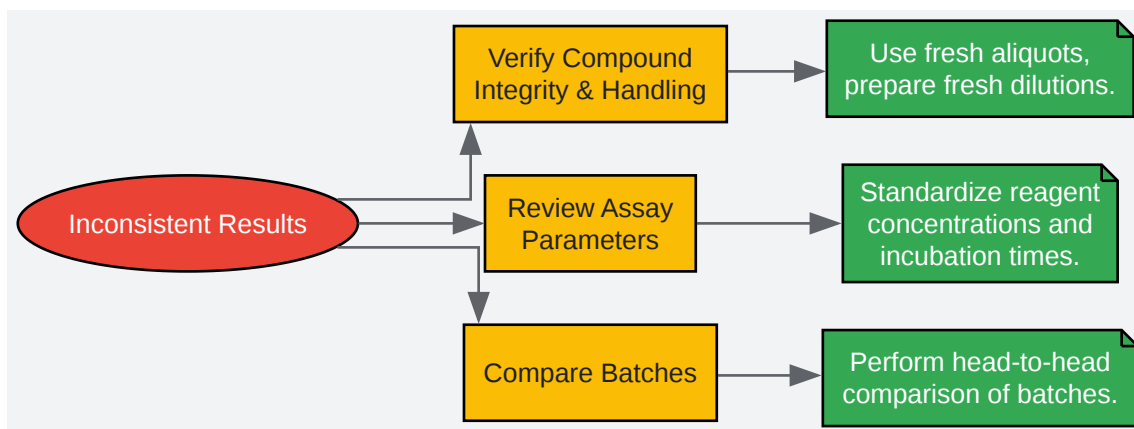 Verify Compound
Integrity & Handling
Use fresh aliquots,
prepare fresh dilutions.
Inconsistent Results
Review Assay
Parameters
Standardize reagent
concentrations and
incubation times.
Compare Batches
Perform head-to-head
comparison of batches.